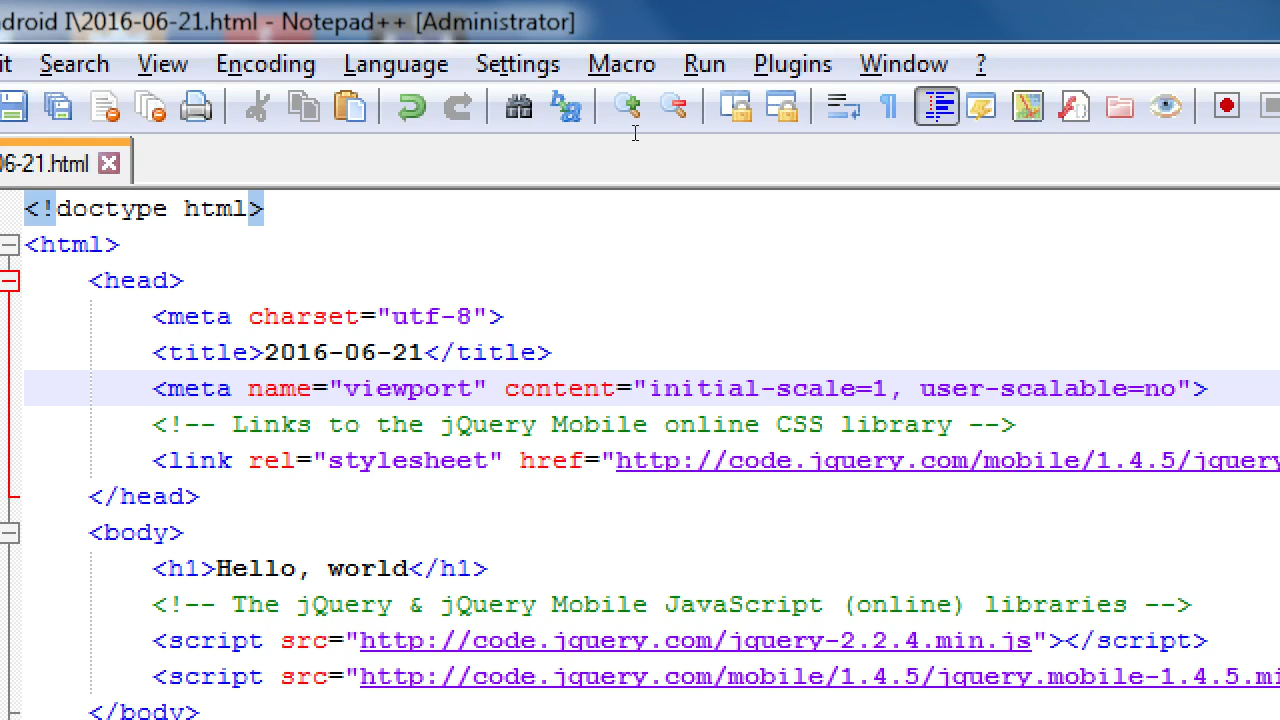 ndroid I\2016-06-21.html - Notepad++ [Administrator]
it Search View Encoding Language Settings Macro Run Plugins Window ?
06-21.html
<!doctype html>
<html>
<head>
<meta charset="utf-8">
<title>2016-06-21</title>
<meta name="viewport" content="initial-scale=1, user-scalable=no">
<!-- Links to the jQuery Mobile online CSS library -->
<link rel="stylesheet" href="http://code.jquery.com/mobile/1.4.5/jquery
</head>
<body>
<h1>Hello, world</h1>
<!-- The jQuery & jQuery Mobile JavaScript (online) libraries -->
<script src="http://code.jquery.com/jquery-2.2.4.min.js"></script>
<script src="http://code.jquery.com/mobile/1.4.5/jquery.mobile-1.4.5.mi
</body>